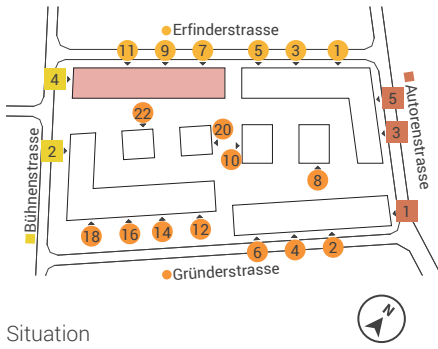 Erfinderstrasse
11 9 7 5 3 1
4
5
Autorenstrasse
22
3
2
20
10
8
Bühnenstrasse
1
18 16 14 12
6 4 2
Gründerstrasse
Situation
N